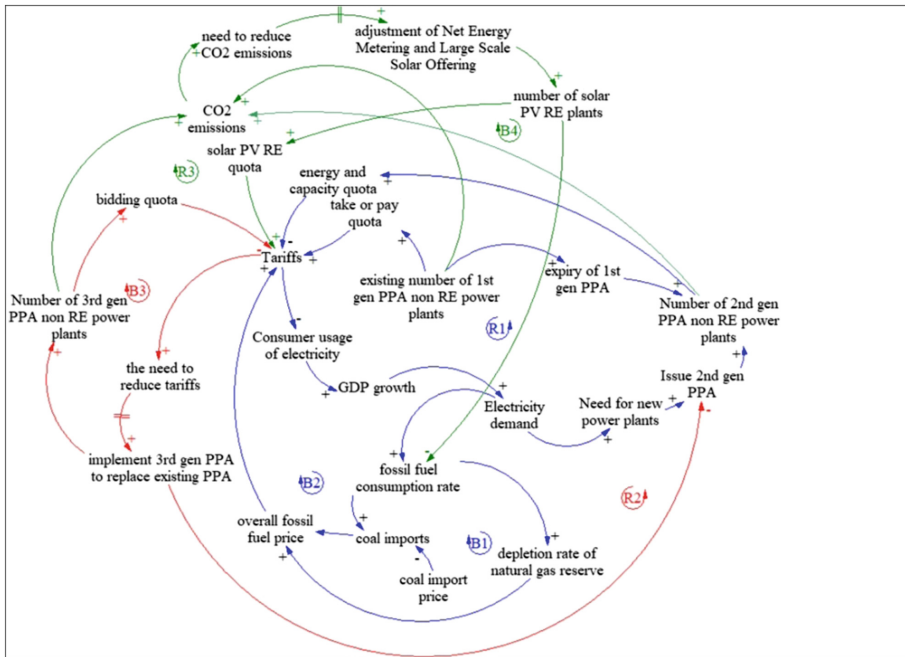 need to reduce
CO2 emissions
adjustment of Net Energy
Metering and Large Scale
Solar Offering
number of solar
PV RE plants
CO2
emissions
B4
solar PV RE
quota
R3
energy and
capacity quota
take or pay
quota
bidding quota
Tariffs
existing number of 1st
gen PPA non RE power
plants
expiry of 1st
gen PPA
Number of 2nd gen
PPA non RE power
plants
Number of 3rd gen
PPA non RE power
plants
B3
R1
Consumer usage
of electricity
the need to
reduce tariffs
GDP growth
Electricity
demand
Need for new
power plants
Issue 2nd gen
PPA
implement 3rd gen PPA
to replace existing PPA
fossil fuel
consumption rate
B2
R2
overall fossil
fuel price
coal imports
B1
depletion rate of
natural gas reserve
coal import
price